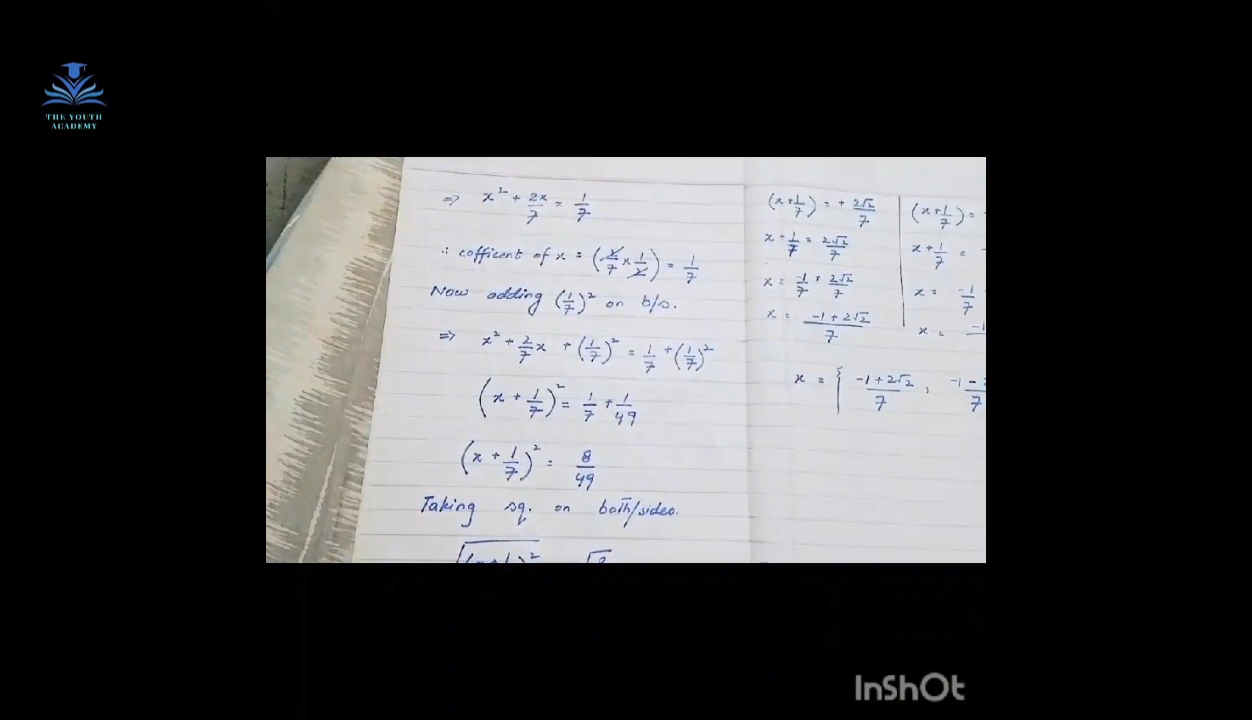 THE YOUTH
ACADEMY
⇒ x² + 2x/7 = 1/7
∴ cofficent of x = (2/7 × 1/2) = 1/7
Now adding (1/7)² on b/s.
⇒ x² + 2/7 x + (1/7)² = 1/7 + (1/7)²
(x + 1/7)² = 1/7 + 1/49
(x + 1/7)² = 8/49
Taking sq. on both/sides.
(x + 1/7) = + 2√2/7
x + 1/7 = 2√2/7
x = -1/7 + 2√2/7
x = -1 + 2√2/7
(x + 1/7) =
x + 1/7 = -
x = -1/7
x =
x = { -1 + 2√2/7 , -1 -
InShOt